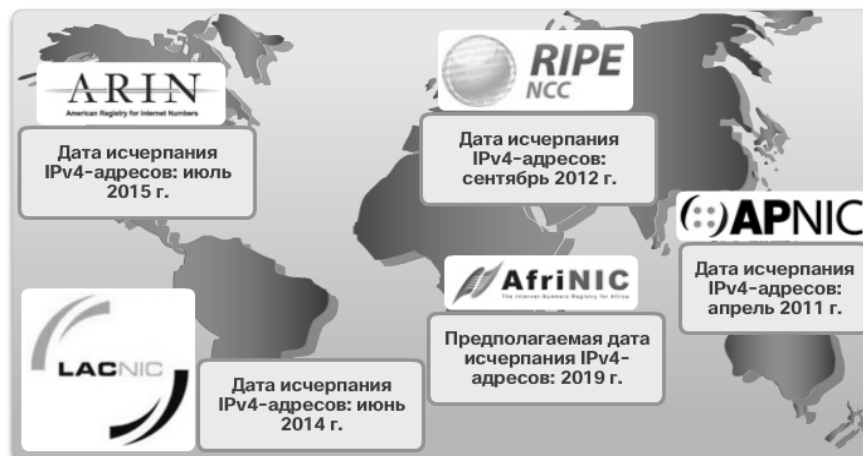 ARIN
American Registry for Internet Numbers
Дата исчерпания
IPv4-адресов: июль
2015 г.
RIPE
NCC
Дата исчерпания
IPv4-адресов:
сентябрь 2012 г.
APNIC
Дата исчерпания
IPv4-адресов:
апрель 2011 г.
AfriNIC
The Internet Numbers Registry for Africa
Предполагаемая дата
исчерпания IPv4-
адресов: 2019 г.
LACNIC
Дата исчерпания
IPv4-адресов: июнь
2014 г.